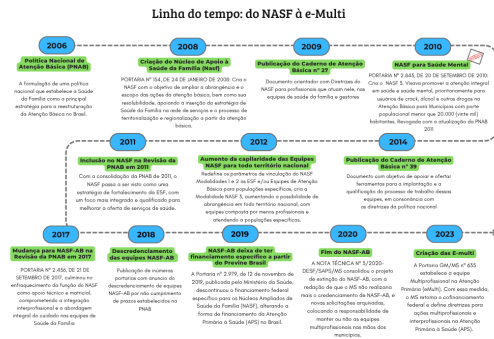 Linha do tempo: do NASF à e-Multi
2006
Política Nacional de
Atenção Básica (PNAB)
A formulação de uma política
nacional que estabelece a Saúde
da Família como a principal
estratégia para a reestruturação
da Atenção Básica no Brasil.
2008
Criação do Núcleo de Apoio à
Saúde da Família (Nasf)
PORTARIA Nº 154, DE 24 DE JANEIRO DE 2008: Cria o
NASF com o objetivo de ampliar a abrangência e o
escopo das ações da atenção básica, bem como sua
resolubilidade, apoiando a inserção da estratégia de
Saúde da Família na rede de serviços e o processo de
territorialização e regionalização a partir da atenção
básica.
2009
Publicação do Caderno de Atenção
Básica nº 27
Documento orientador com Diretrizes do
NASF para profissionais que atuam nele, nas
equipes de saúde da família e gestores
2010
NASF para Saúde Mental
PORTARIA Nº 2.843, DE 20 DE SETEMBRO DE 2010:
Cria o NASF 3. Visava promover a atenção integral
em saúde e saúde mental, prioritariamente para
usuários de crack, álcool e outras drogas na
Atenção Básica para Municípios com porte
populacional menor que 20.000 (vinte mil)
habitantes. Revogada com a atualização da PNAB
2011
2011
Inclusão no NASF na Revisão da
PNAB em 2011
Com a consolidação da PNAB de 2011, o
NASF passa a ser visto como uma
estratégia de fortalecimento da ESF, com
um foco mais integrado e qualificado para
melhorar a oferta de serviços de saúde.
2012
Aumento da capilaridade das Equipes
NASF para todo território nacional
Redefine os parâmetros de vinculação do NASF
Modalidades 1 e 2 às ESF e/ou Equipes de Atenção
Básica para populações específicas, cria a
Modalidade NASF 3, aumentando a possibilidade de
abrangência em todo território nacional, com
equipes composta por menos profissionais e
atendendo a populações específicas.
2014
Publicação do Caderno de Atenção
Básica nº 39
Documento com objetivo de apoiar e ofertar
ferramentas para a implantação e a
qualificação do processo de trabalho dessas
equipes, em consonância com
as diretrizes da política nacional
2017
Mudança para NASF-AB na
Revisão da PNAB em 2017
PORTARIA Nº 2.436, DE 21 DE
SETEMBRO DE 2017, culminou no
enfraquecimento da função do NASF
como apoio técnico e matricial,
comprometendo a integração
interprofissional e a abordagem
integral do cuidado nas equipes de
Saúde da Família
2018
Descredenciamento
das equipes NASF-AB
Publicação de inúmeras
portarias com anuncio do
descredenciamento de equipes
NASF-AB por não cumprimento
de prazos estabelecidos na
PNAB
2019
NASF-AB deixa de ter
financiamento específico a partir
do Previne Brasil
A Portaria nº 2.979, de 12 de novembro de
2019, publicada pelo Ministério da Saúde,
descontinuou o financiamento federal
específico para os Núcleos Ampliados de
Saúde da Família (NASF), alterando a
forma de financiamento da Atenção
Primária à Saúde (APS) no Brasil.
2020
Fim do NASF-AB
A NOTA TÉCNICA Nº 3/2020-
DESF/SAPS/MS consolidou o projeto
de extinção do NASF-AB, com a
redação de que o MS não realizaria
mais o credenciamento de NASF-AB, e
novas solicitações arquivadas,
colocando a responsabilidade de
manter ou não as equipes
multiprofissionais nas mãos dos
municípios.
2023
Criação das E-multi
A Portaria GM/MS nº 635
estabelece a equipe
Multiprofissional na Atenção
Primária (eMulti). Com essa medida,
o MS retoma o cofinanciamento
federal e define diretrizes para
ações multiprofissionais e
interprofissionais na Atenção
Primária à Saúde (APS).